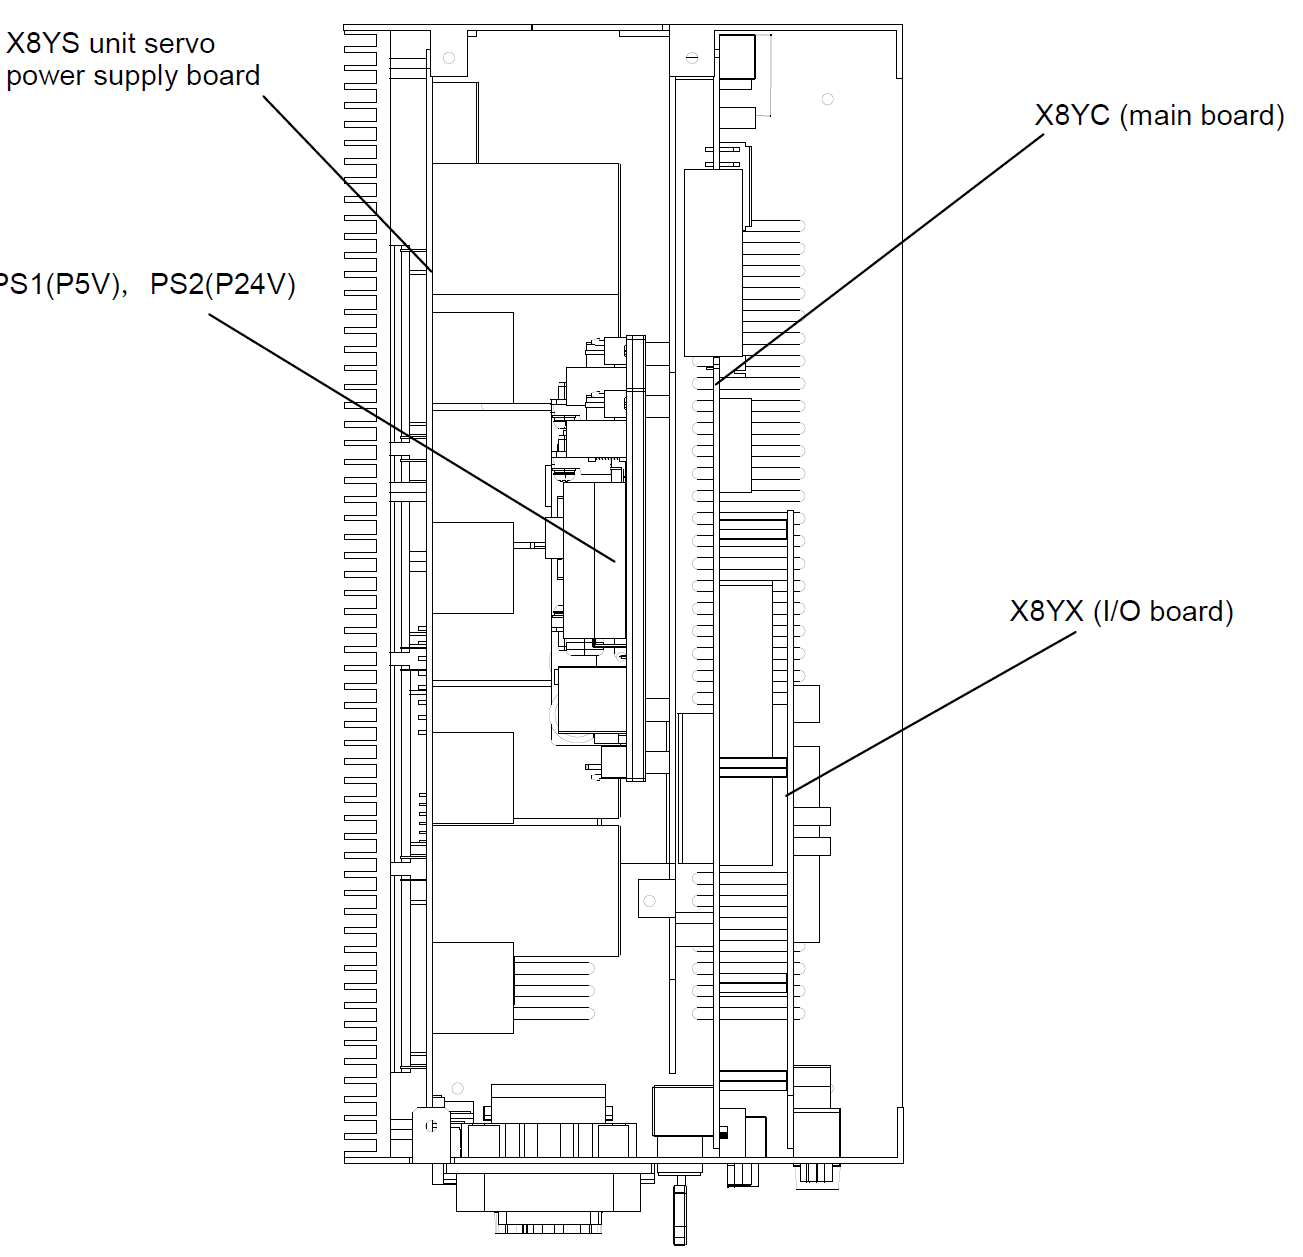 X8YS unit servo
power supply board
X8YC (main board)
PS1(P5V),  PS2(P24V)
X8YX (I/O board)